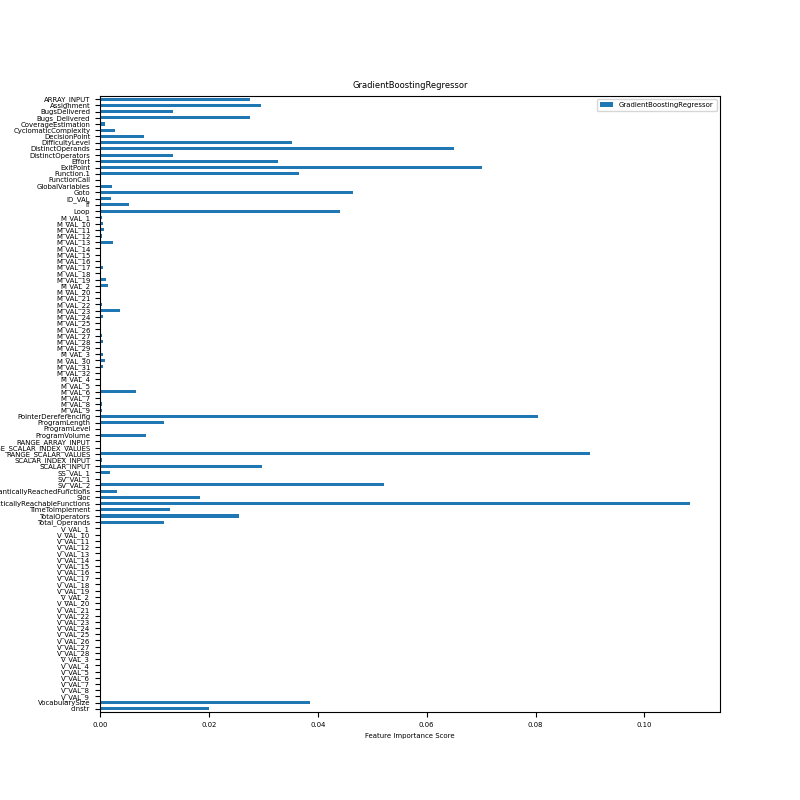 GradientBoostingRegressor
GradientBoostingRegressor
ARRAY_INPUT
Assignment
BugsDelivered
Bugs_Delivered
CoverageEstimation
CyclomaticComplexity
DecisionPoint
DifficultyLevel
DistinctOperands
DistinctOperators
Effort
ExitPoint
Function.1
FunctionCall
GlobalVariables
Goto
ID_VAL
If
Loop
M_VAL_1
M_VAL_10
M_VAL_11
M_VAL_12
M_VAL_13
M_VAL_14
M_VAL_15
M_VAL_16
M_VAL_17
M_VAL_18
M_VAL_19
M_VAL_2
M_VAL_20
M_VAL_21
M_VAL_22
M_VAL_23
M_VAL_24
M_VAL_25
M_VAL_26
M_VAL_27
M_VAL_28
M_VAL_29
M_VAL_3
M_VAL_30
M_VAL_31
M_VAL_32
M_VAL_4
M_VAL_5
M_VAL_6
M_VAL_7
M_VAL_8
M_VAL_9
PointerDereferencing
ProgramLength
ProgramLevel
ProgramVolume
RANGE_ARRAY_INPUT
E_SCALAR_INDEX_VALUES
RANGE_SCALAR_VALUES
SCALAR_INDEX_INPUT
SCALAR_INPUT
SS_VAL_1
SV_VAL_1
SV_VAL_2
anticallyReachedFunctions
Sloc
ticallyReachableFunctions
TimeToImplement
TotalOperators
Total_Operands
V_VAL_1
V_VAL_10
V_VAL_11
V_VAL_12
V_VAL_13
V_VAL_14
V_VAL_15
V_VAL_16
V_VAL_17
V_VAL_18
V_VAL_19
V_VAL_2
V_VAL_20
V_VAL_21
V_VAL_22
V_VAL_23
V_VAL_24
V_VAL_25
V_VAL_26
V_VAL_27
V_VAL_28
V_VAL_3
V_VAL_4
V_VAL_5
V_VAL_6
V_VAL_7
V_VAL_8
V_VAL_9
VocabularySize
cinstr
0.00 0.02 0.04 0.06 0.08 0.10
Feature Importance Score